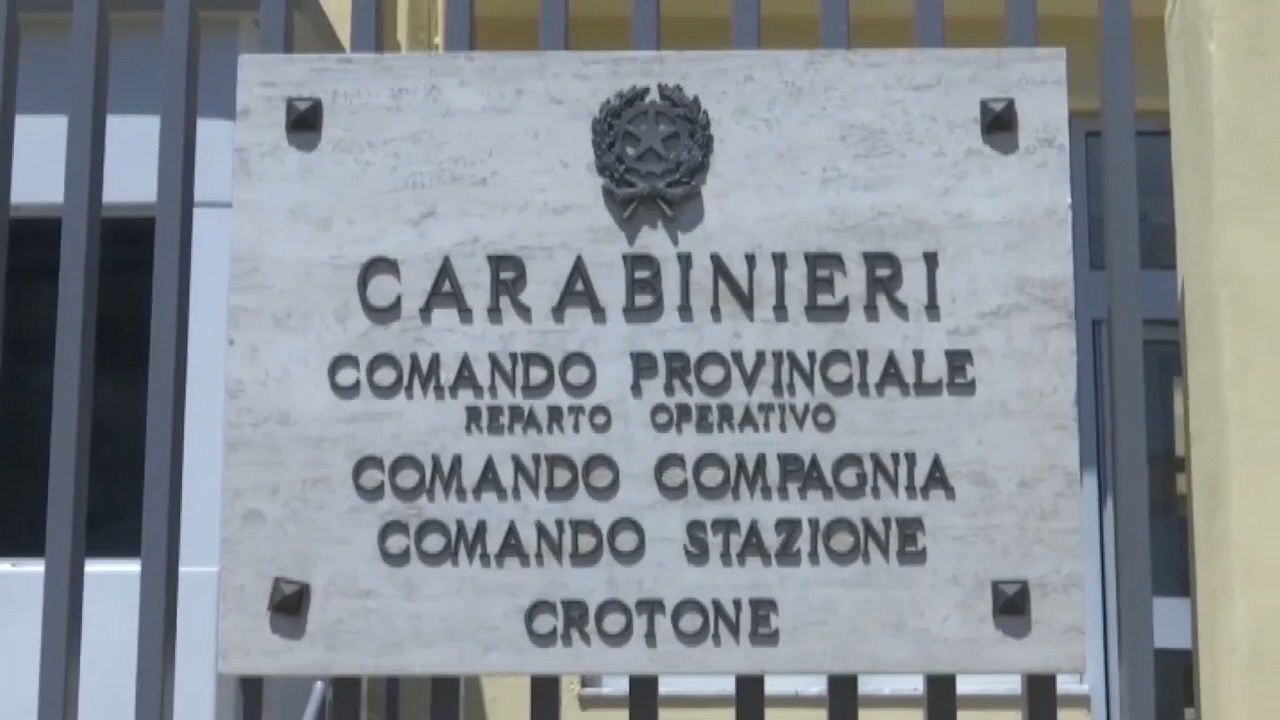 CARABINIERI
COMANDO PROVINCIALE
REPARTO OPERATIVO
COMANDO COMPAGNIA
COMANDO STAZIONE
CROTONE